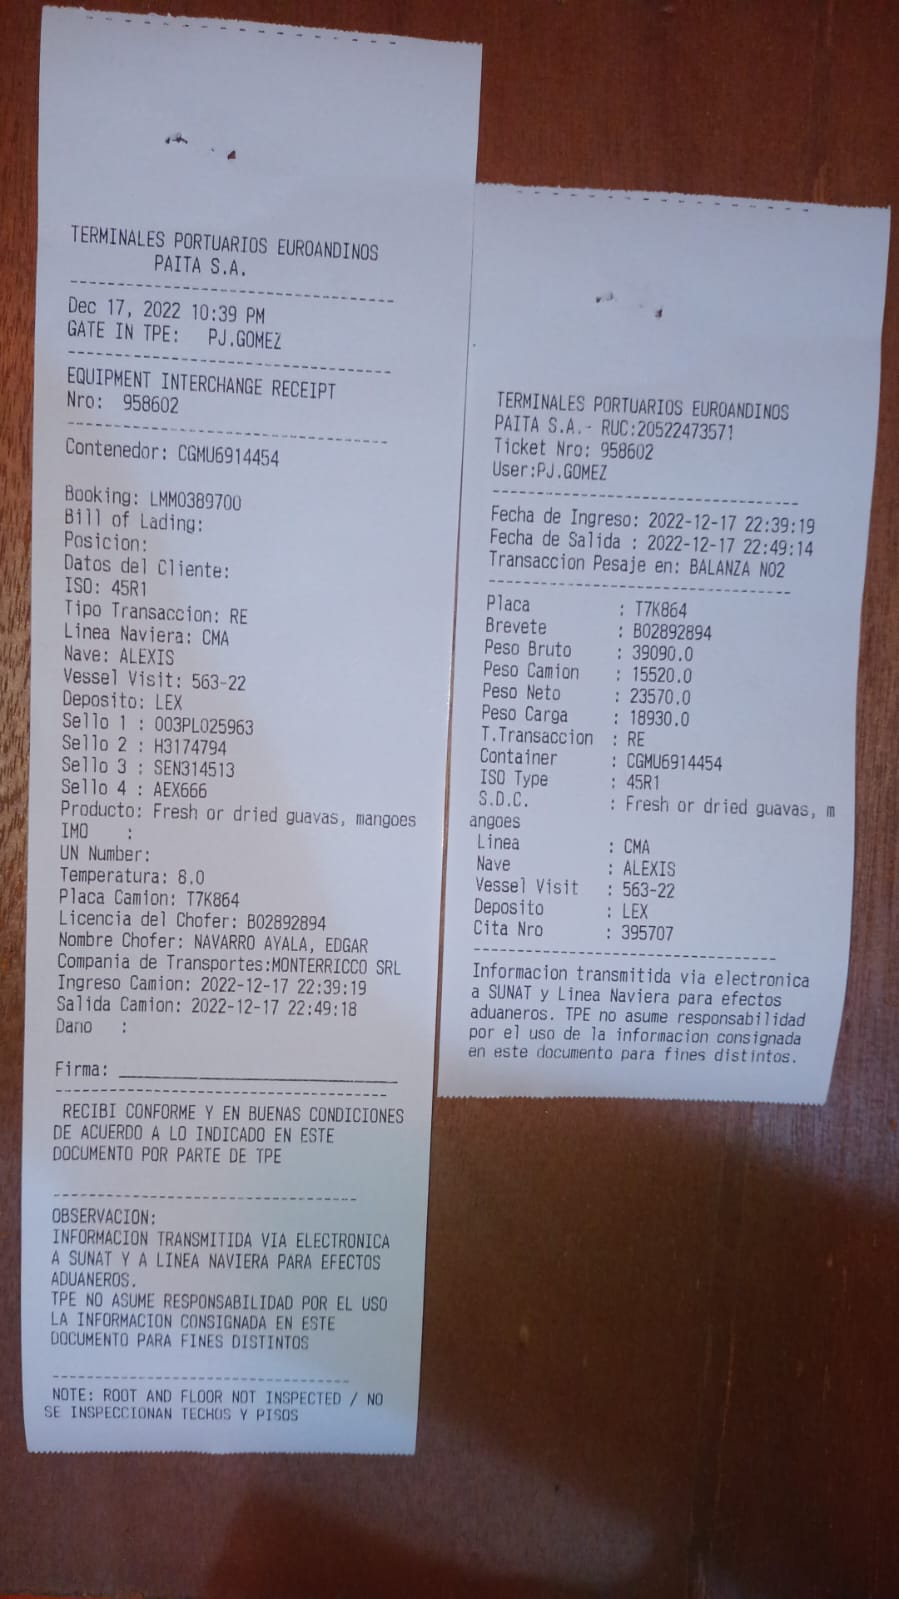 TERMINALES PORTUARIOS EUROANDINOS
PAITA S.A.
Dec 17, 2022 10:39 PM
GATE IN TPE: PJ.GOMEZ
EQUIPMENT INTERCHANGE RECEIPT
Nro: 958602
Contenedor: CGMU6914454
Booking: LMM0389700
Bill of Lading:
Posicion:
Datos del Cliente:
ISO: 45R1
Tipo Transaccion: RE
Linea Naviera: CMA
Nave: ALEXIS
Vessel Visit: 563-22
Deposito: LEX
Sello 1 : 003PL025963
Sello 2 : H3174794
Sello 3 : SEN314513
Sello 4 : AEX666
Producto: Fresh or dried guavas, mangoes
IMO :
UN Number:
Temperatura: 8.0
Placa Camion: T7K864
Licencia del Chofer: B02892894
Nombre Chofer: NAVARRO AYALA, EDGAR
Compania de Transportes:MONTERRICCO SRL
Ingreso Camion: 2022-12-17 22:39:19
Salida Camion: 2022-12-17 22:49:18
Dano :
Firma:
RECIBI CONFORME Y EN BUENAS CONDICIONES
DE ACUERDO A LO INDICADO EN ESTE
DOCUMENTO POR PARTE DE TPE
OBSERVACION:
INFORMACION TRANSMITIDA VIA ELECTRONICA
A SUNAT Y A LINEA NAVIERA PARA EFECTOS
ADUANEROS.
TPE NO ASUME RESPONSABILIDAD POR EL USO
LA INFORMACION CONSIGNADA EN ESTE
DOCUMENTO PARA FINES DISTINTOS
NOTE: ROOT AND FLOOR NOT INSPECTED / NO
SE INSPECCIONAN TECHOS Y PISOS
TERMINALES PORTUARIOS EUROANDINOS
PAITA S.A.- RUC:20522473571
Ticket Nro: 958602
User:PJ.GOMEZ
Fecha de Ingreso: 2022-12-17 22:39:19
Fecha de Salida : 2022-12-17 22:49:14
Transaccion Pesaje en: BALANZA NO2
Placa : T7K864
Brevete : B02892894
Peso Bruto : 39090.0
Peso Camion : 15520.0
Peso Neto : 23570.0
Peso Carga : 18930.0
T.Transaccion : RE
Container : CGMU6914454
ISO Type : 45R1
S.D.C. : Fresh or dried guavas, m
angoes
Linea : CMA
Nave : ALEXIS
Vessel Visit : 563-22
Deposito : LEX
Cita Nro : 395707
Informacion transmitida via electronica
a SUNAT y Linea Naviera para efectos
aduaneros. TPE no asume responsabilidad
por el uso de la informacion consignada
en este documento para fines distintos.